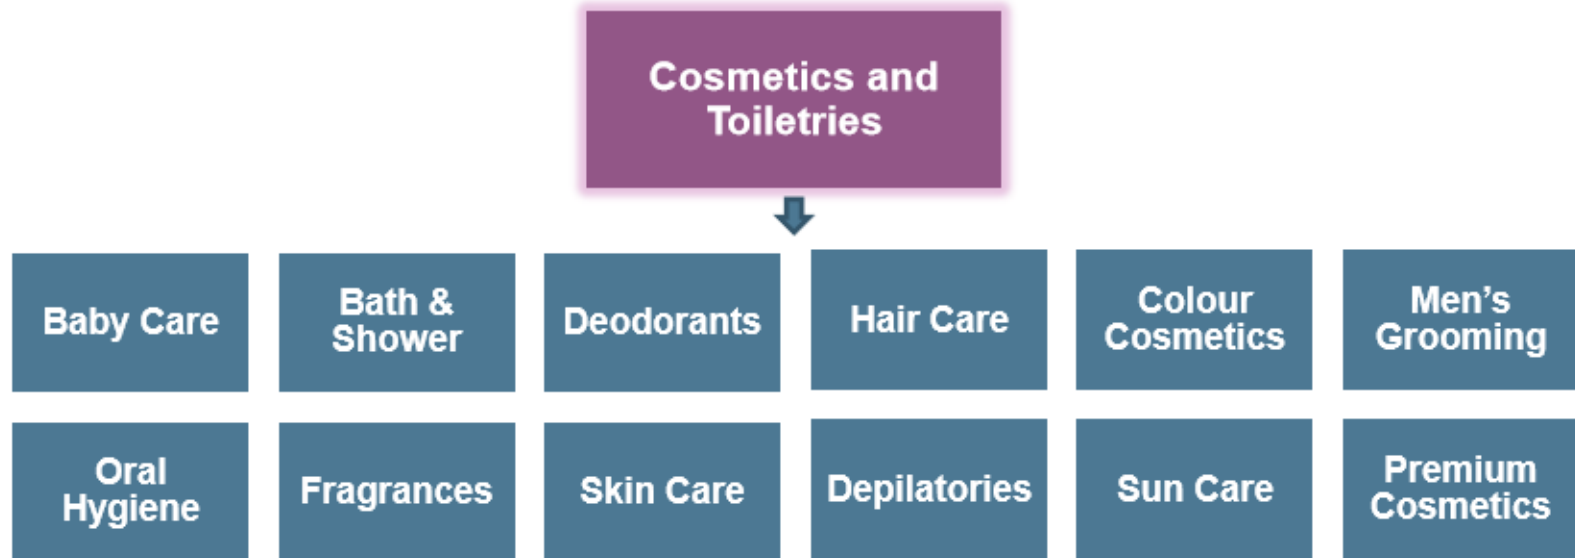 Cosmetics and
Toiletries
Baby Care
Bath &
Shower
Deodorants
Hair Care
Colour
Cosmetics
Men’s
Grooming
Oral
Hygiene
Fragrances
Skin Care
Depilatories
Sun Care
Premium
Cosmetics